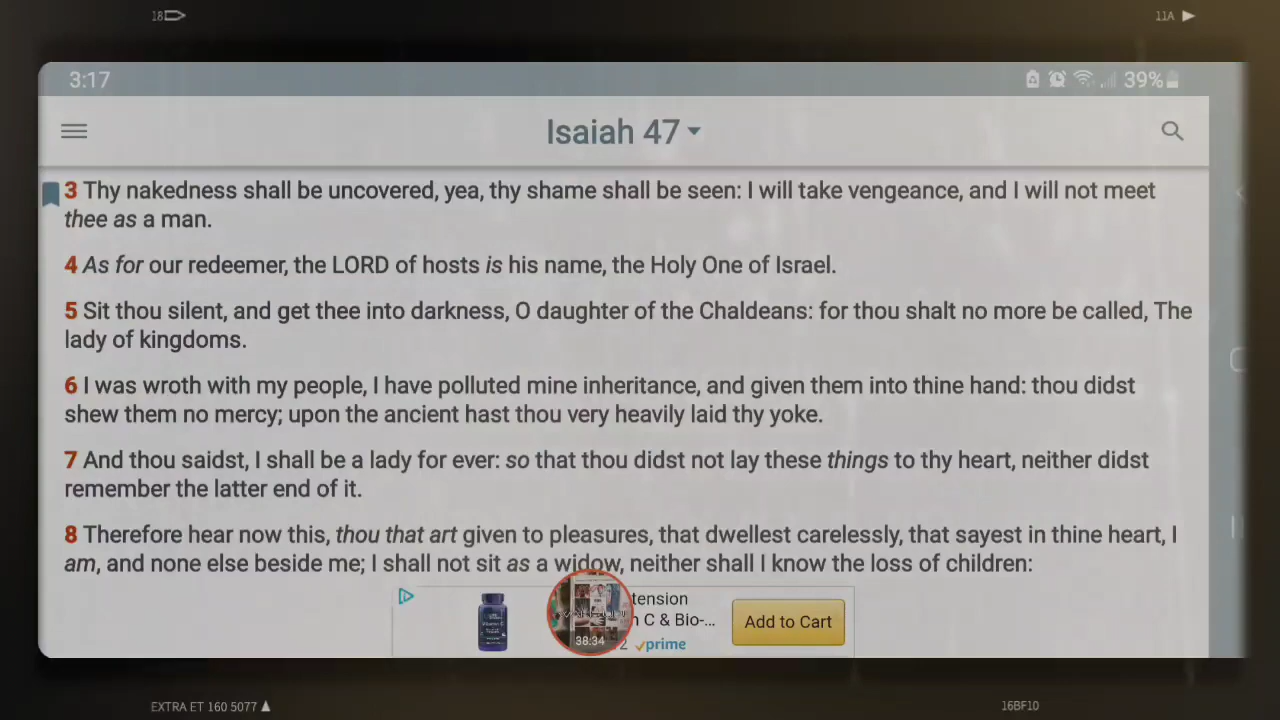 18
11A
3:17
39%
Isaiah 47
3 Thy nakedness shall be uncovered, yea, thy shame shall be seen: I will take vengeance, and I will not meet
thee as a man.
4 As for our redeemer, the LORD of hosts is his name, the Holy One of Israel.
5 Sit thou silent, and get thee into darkness, O daughter of the Chaldeans: for thou shalt no more be called, The
lady of kingdoms.
6 I was wroth with my people, I have polluted mine inheritance, and given them into thine hand: thou didst
shew them no mercy; upon the ancient hast thou very heavily laid thy yoke.
7 And thou saidst, I shall be a lady for ever: so that thou didst not lay these things to thy heart, neither didst
remember the latter end of it.
8 Therefore hear now this, thou that art given to pleasures, that dwellest carelessly, that sayest in thine heart, I
am, and none else beside me; I shall not sit as a widow, neither shall I know the loss of children:
tension
C & Bio-...
prime
Add to Cart
38:34
EXTRA ET 160 5077
16BF10